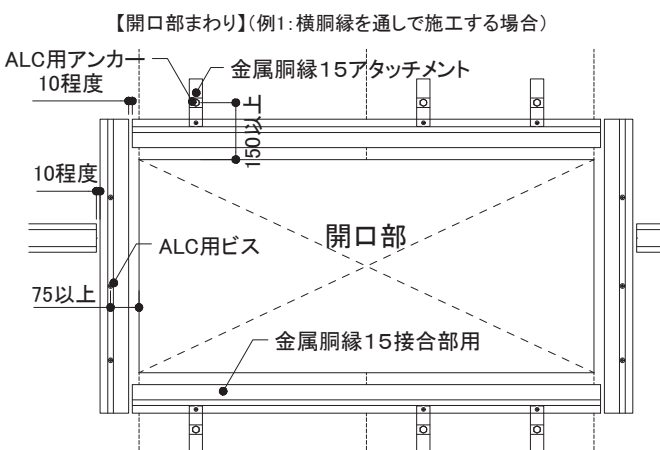 【開口部まわり】(例1:横胴縁を通しで施工する場合)
ALC用アンカー
金属胴縁15アタッチメント
10程度
150以上
10程度
開口部
ALC用ビス
75以上
金属胴縁15接合部用